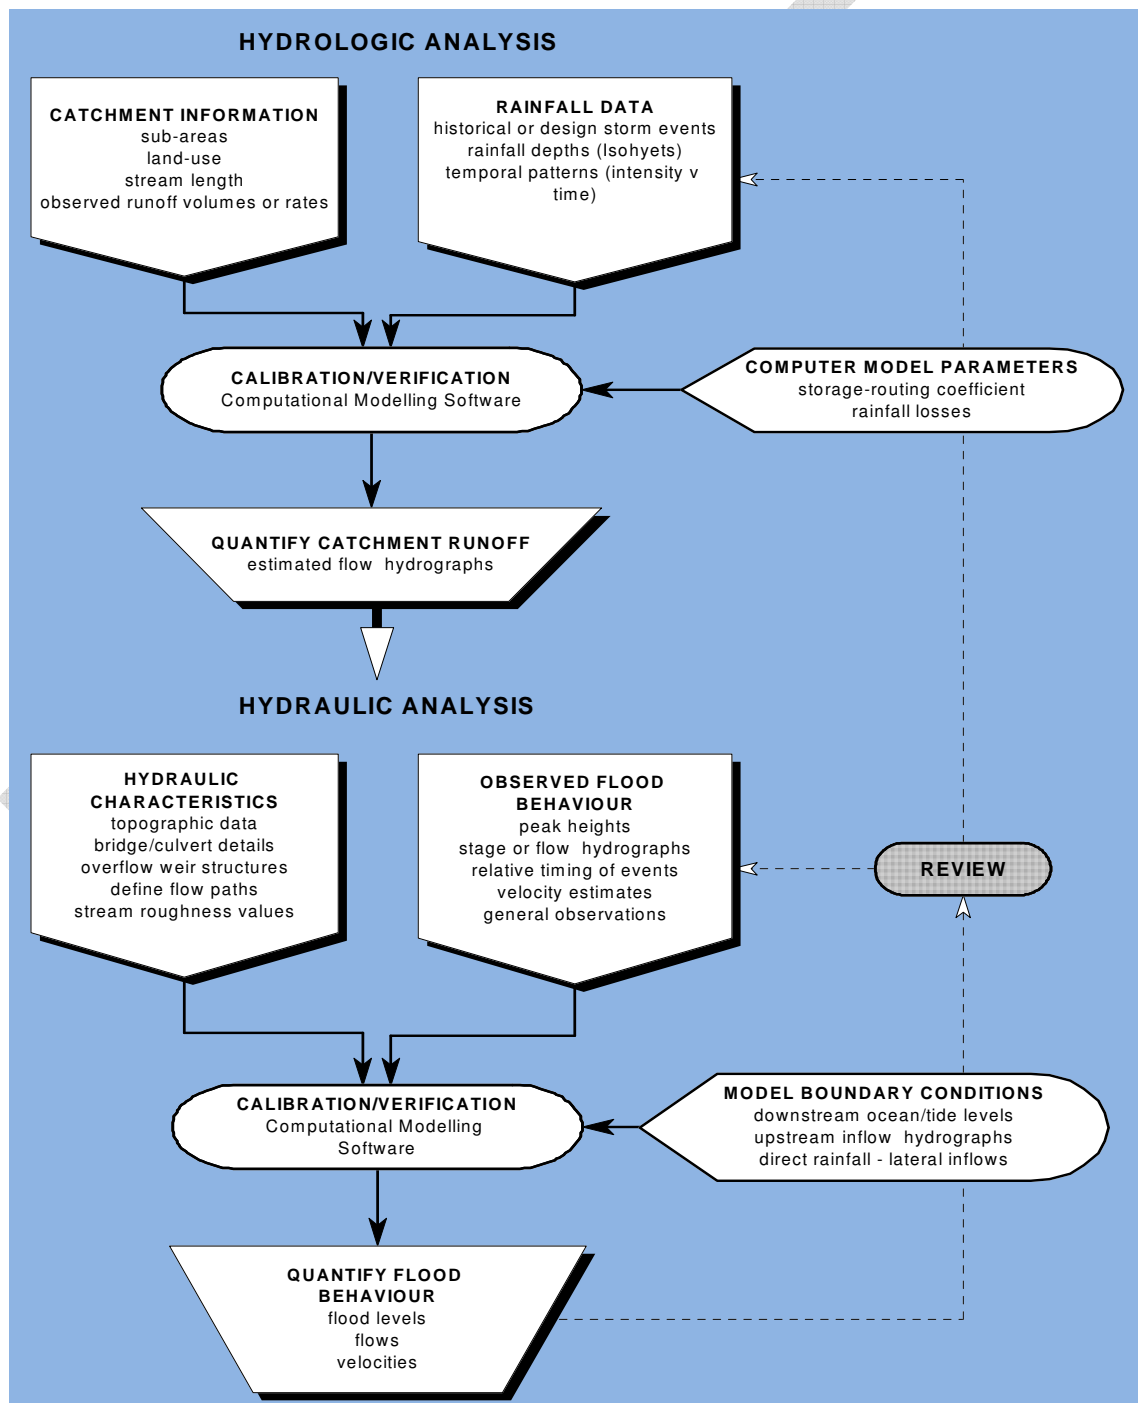 HYDROLOGIC ANALYSIS
CATCHMENT INFORMATION
sub-areas
land-use
stream length
observed runoff volumes or rates
RAINFALL DATA
historical or design storm events
rainfall depths (Isohyets)
temporal patterns (intensity v
time)
CALIBRATION/VERIFICATION
Computational Modelling Software
COMPUTER MODEL PARAMETERS
storage-routing coefficient
rainfall losses
QUANTIFY CATCHMENT RUNOFF
estimated flow hydrographs
HYDRAULIC ANALYSIS
HYDRAULIC
CHARACTERISTICS
topographic data
bridge/culvert details
overflow weir structures
define flow paths
stream roughness values
OBSERVED FLOOD
BEHAVIOUR
peak heights
stage or flow hydrographs
relative timing of events
velocity estimates
general observations
REVIEW
CALIBRATION/VERIFICATION
Computational Modelling
Software
MODEL BOUNDARY CONDITIONS
downstream ocean/tide levels
upstream inflow hydrographs
direct rainfall - lateral inflows
QUANTIFY FLOOD
BEHAVIOUR
flood levels
flows
velocities